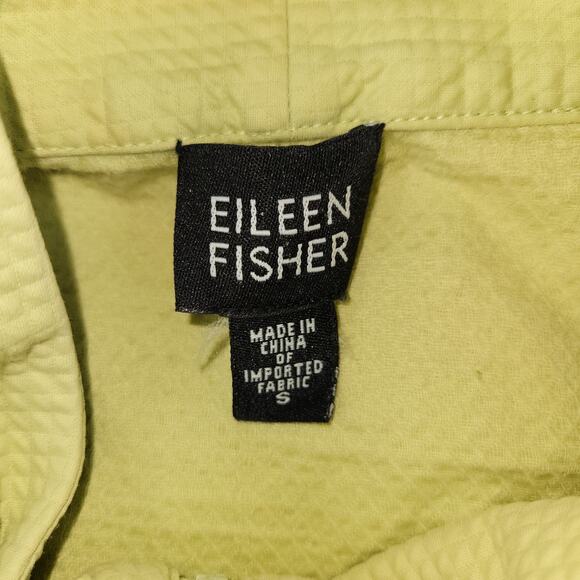 EILEEN
FISHER
MADE IN
CHINA
OF
IMPORTED
FABRIC
S